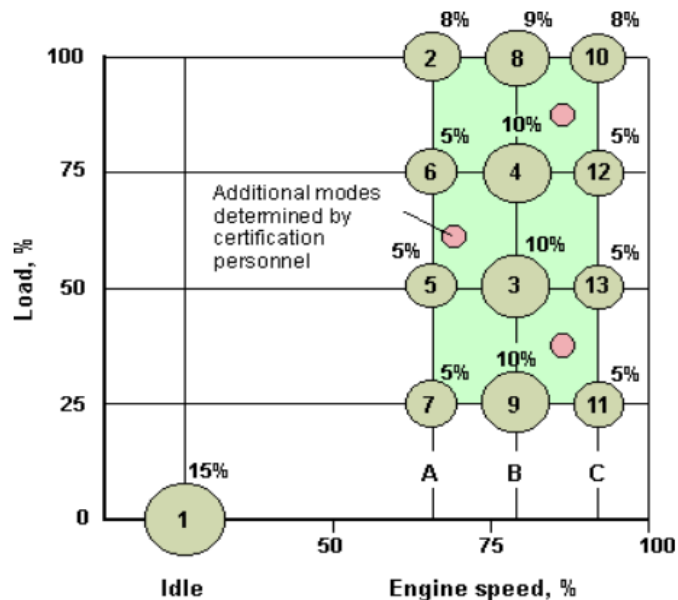 8% 9% 8%
100 2 8 10
5% 10% 5%
75 6 4 12
Additional modes
determined by
certification
personnel
5% 10% 5%
50 5 3 13
Load, %
5% 10% 5%
25 7 9 11
15% A B C
0 1
50 75 100
Idle Engine speed, %